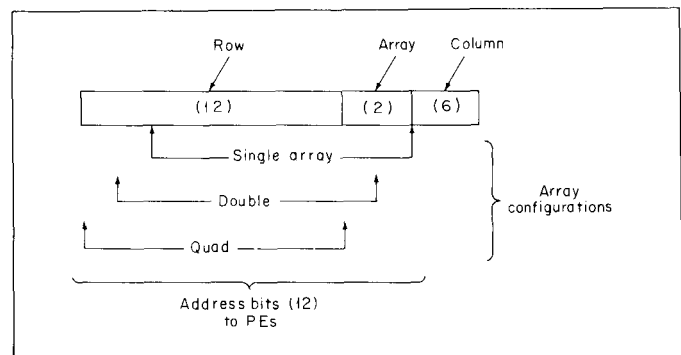 Row
Array
Column
(12)
(2)
(6)
Single array
Double
Quad
Array
configurations
Address bits (12)
to PEs